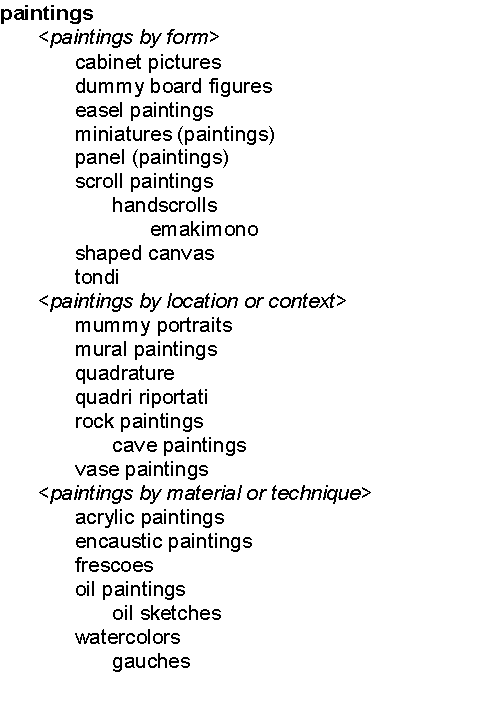 paintings
<paintings by form>
cabinet pictures
dummy board figures
easel paintings
miniatures (paintings)
panel (paintings)
scroll paintings
handscrolls
emakimono
shaped canvas
tondi
<paintings by location or context>
mummy portraits
mural paintings
quadrature
quadri riportati
rock paintings
cave paintings
vase paintings
<paintings by material or technique>
acrylic paintings
encaustic paintings
frescoes
oil paintings
oil sketches
watercolors
gauches